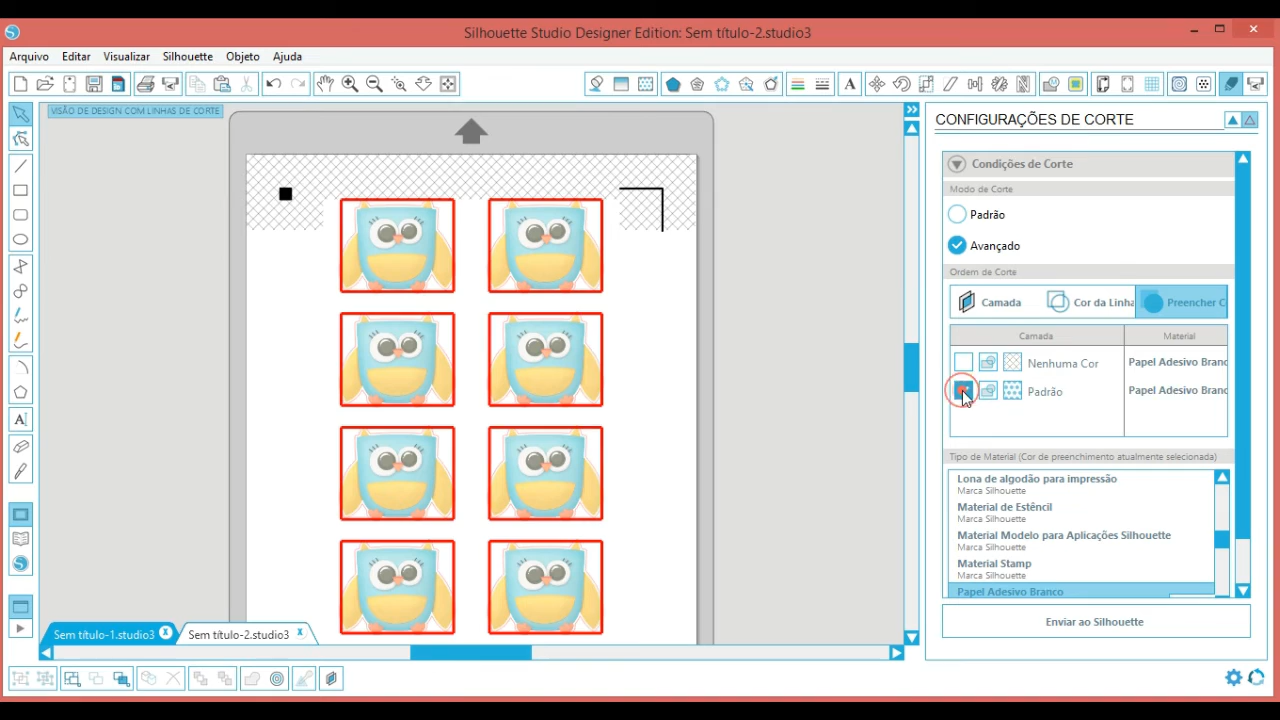 Silhouette Studio Designer Edition: Sem título-2.studio3
Arquivo Editar Visualizar Silhouette Objeto Ajuda
VISÃO DE DESIGN COM LINHAS DE CORTE
CONFIGURAÇÕES DE CORTE
Condições de Corte
Modo de Corte
Padrão
Avançado
Ordem de Corte
Camada Cor da Linha Preencher C
Camada Material
Nenhuma Cor Papel Adesivo Branc
Padrão Papel Adesivo Branc
Tipo de Material (Cor de preenchimento atualmente selecionada)
Lona de algodão para impressão
Marca Silhouette
Material de Estêncil
Marca Silhouette
Material Modelo para Aplicações Silhouette
Marca Silhouette
Material Stamp
Marca Silhouette
Papel Adesivo Branco
Enviar ao Silhouette
Sem título-1.studio3 x Sem título-2.studio3 x